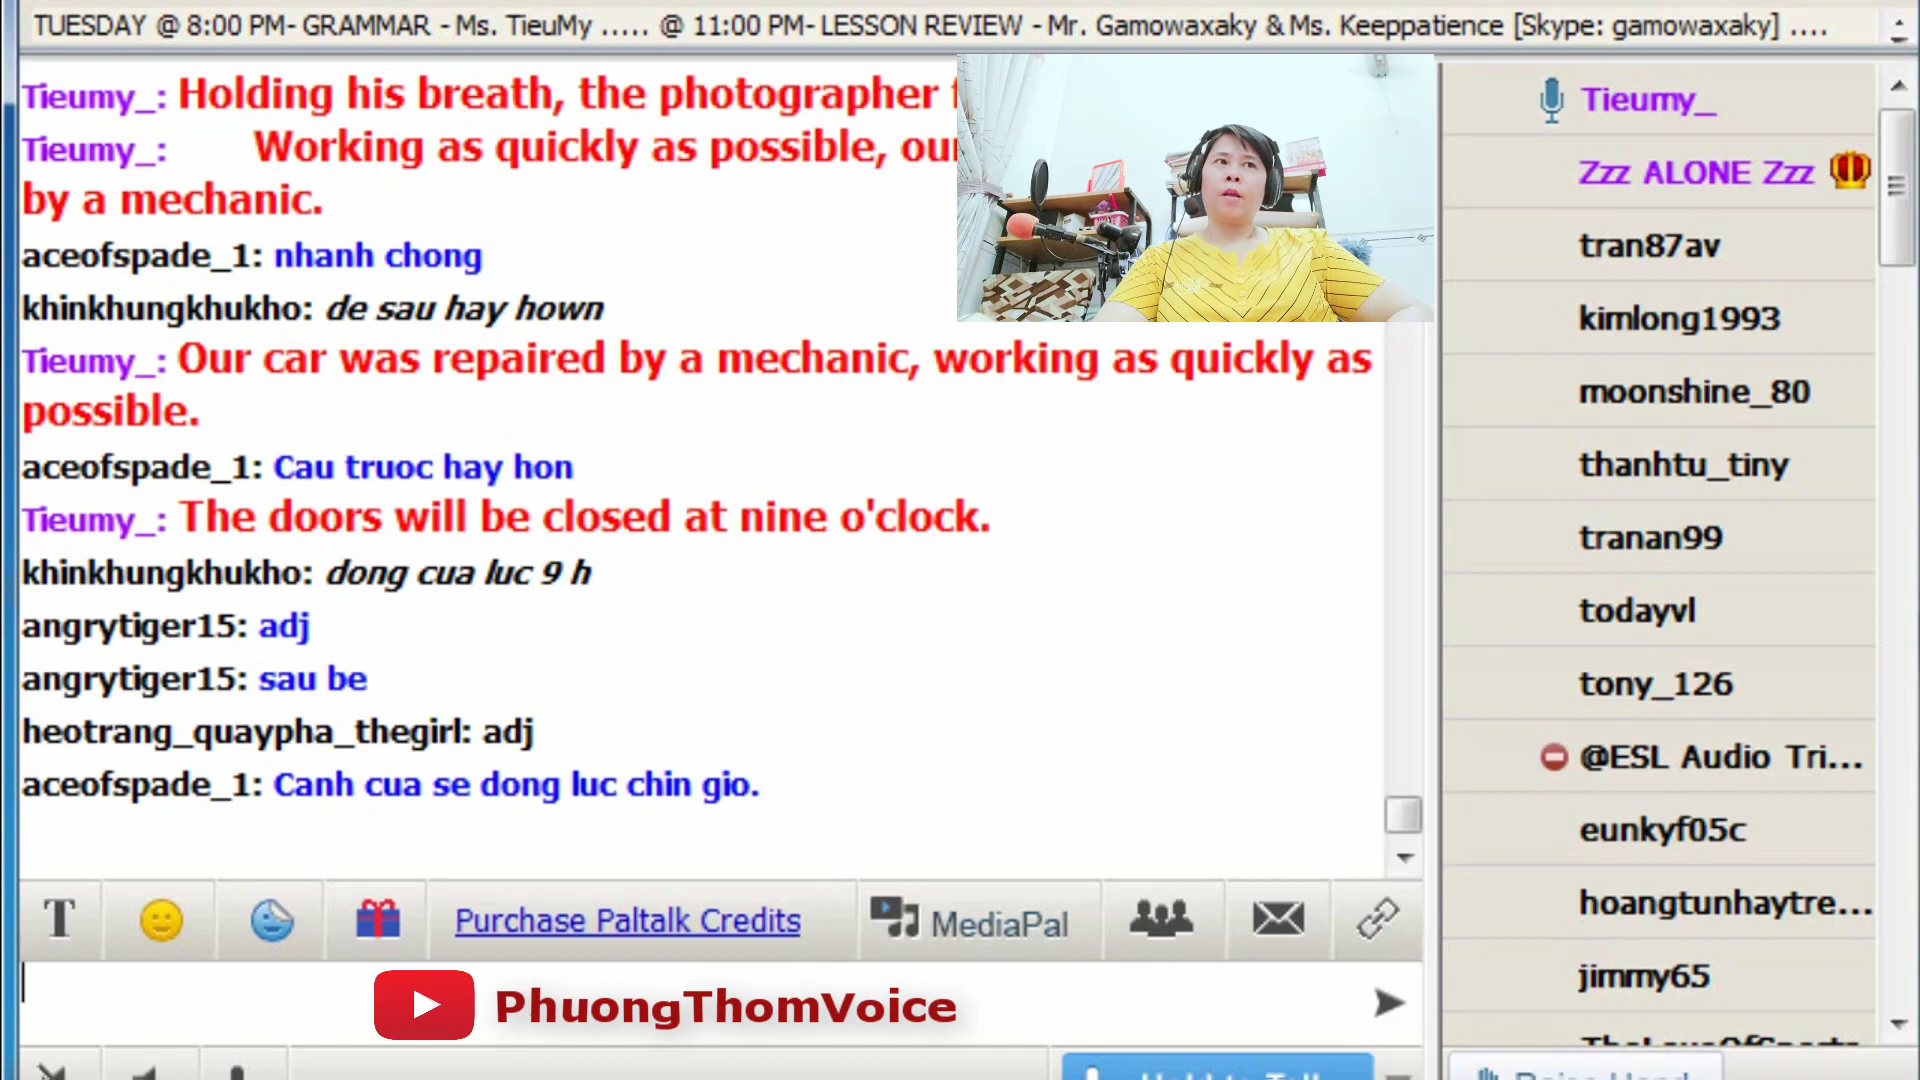 TUESDAY @ 8:00 PM- GRAMMAR - Ms. TieuMy ..... @ 11:00 PM- LESSON REVIEW - Mr. Gamowaxaky & Ms. Keeppatience [Skype: gamowaxaky] ....
Tieumy_: Holding his breath, the photographer
Tieumy_: Working as quickly as possible, our
by a mechanic.
aceofspade_1: nhanh chong
khinkhungkhukho: de sau hay hown
Tieumy_: Our car was repaired by a mechanic, working as quickly as
possible.
aceofspade_1: Cau truoc hay hon
Tieumy_: The doors will be closed at nine o'clock.
khinkhungkhukho: dong cua luc 9 h
angrytiger15: adj
angrytiger15: sau be
heotrang_quaypha_thegirl: adj
aceofspade_1: Canh cua se dong luc chin gio.
T
Purchase Paltalk Credits
MediaPal
PhuongThomVoice
Tieumy_
Zzz ALONE Zzz
tran87av
kimlong1993
moonshine_80
thanhtu_tiny
tranan99
todayvl
tony_126
@ESL Audio Tri...
eunkyf05c
hoangtunhaytre...
jimmy65